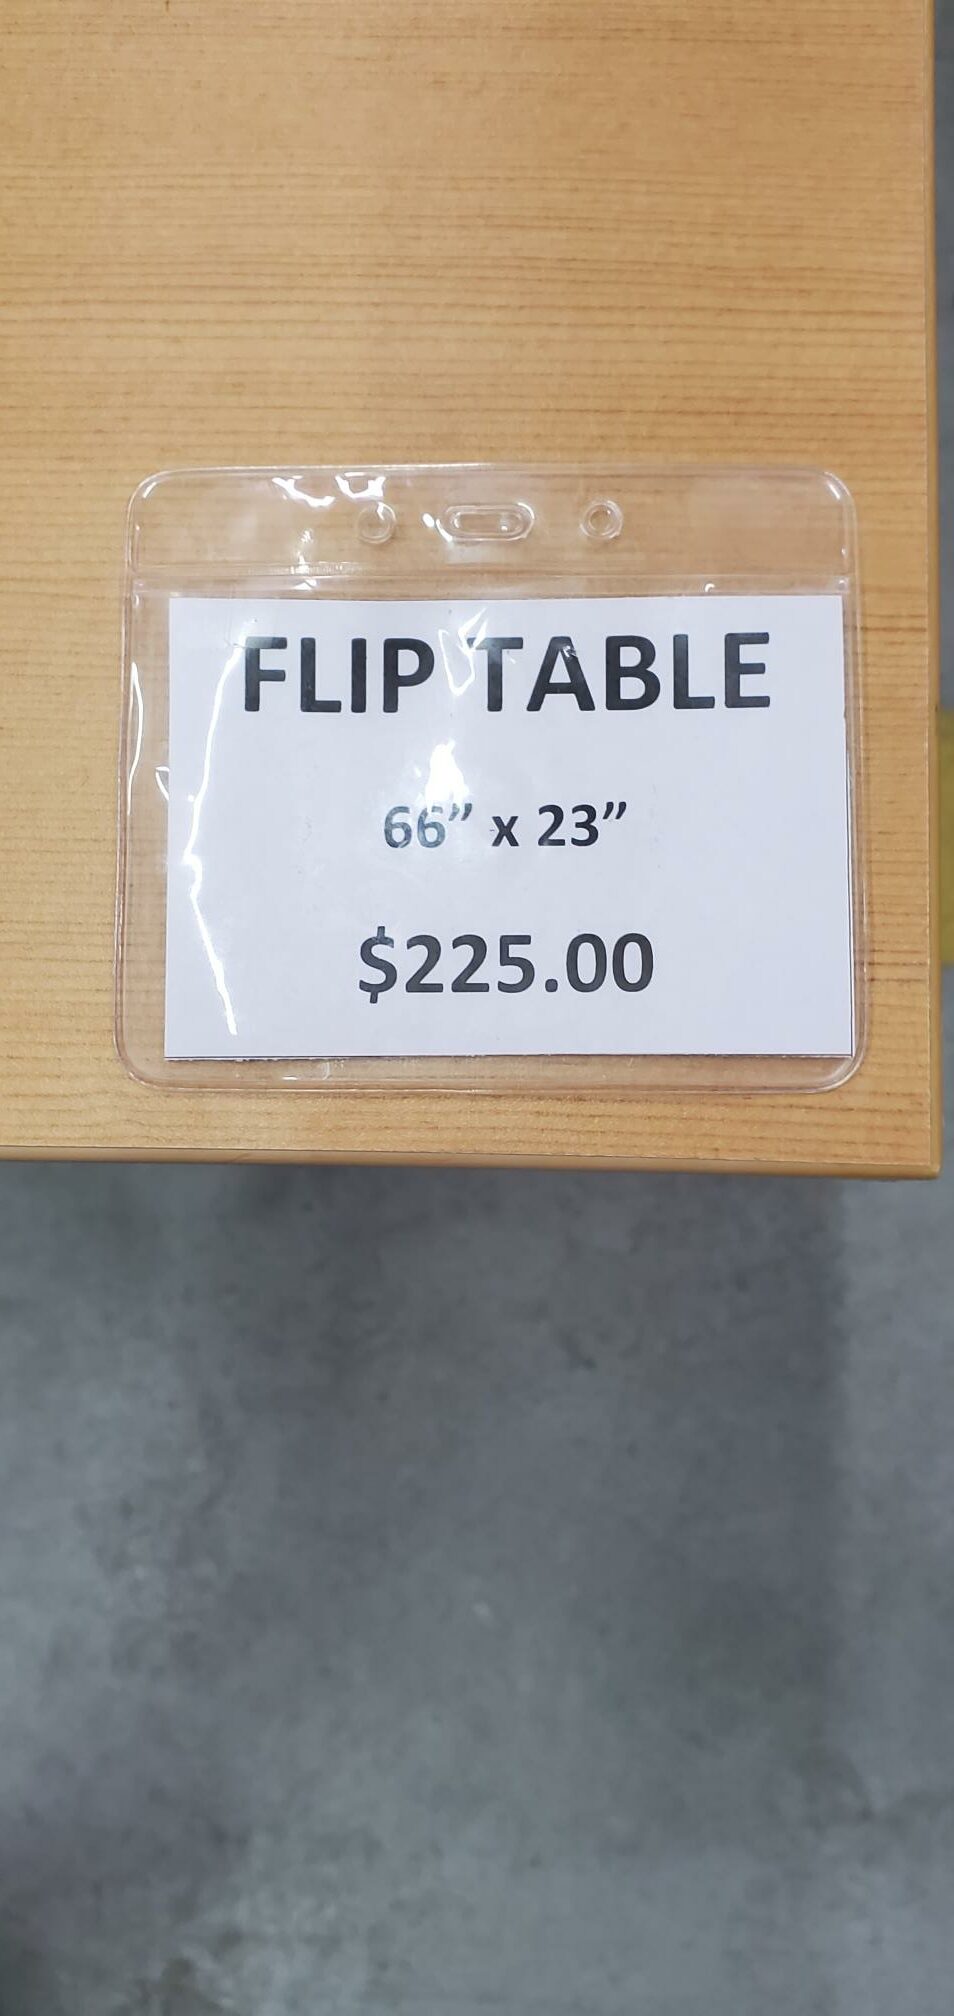 FLIP TABLE
66” x 23”
$225.00